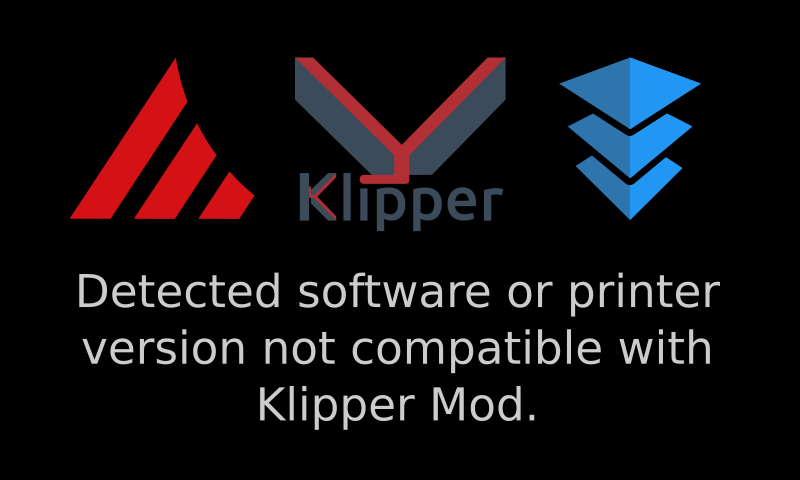 Klipper
Detected software or printer
version not compatible with
Klipper Mod.